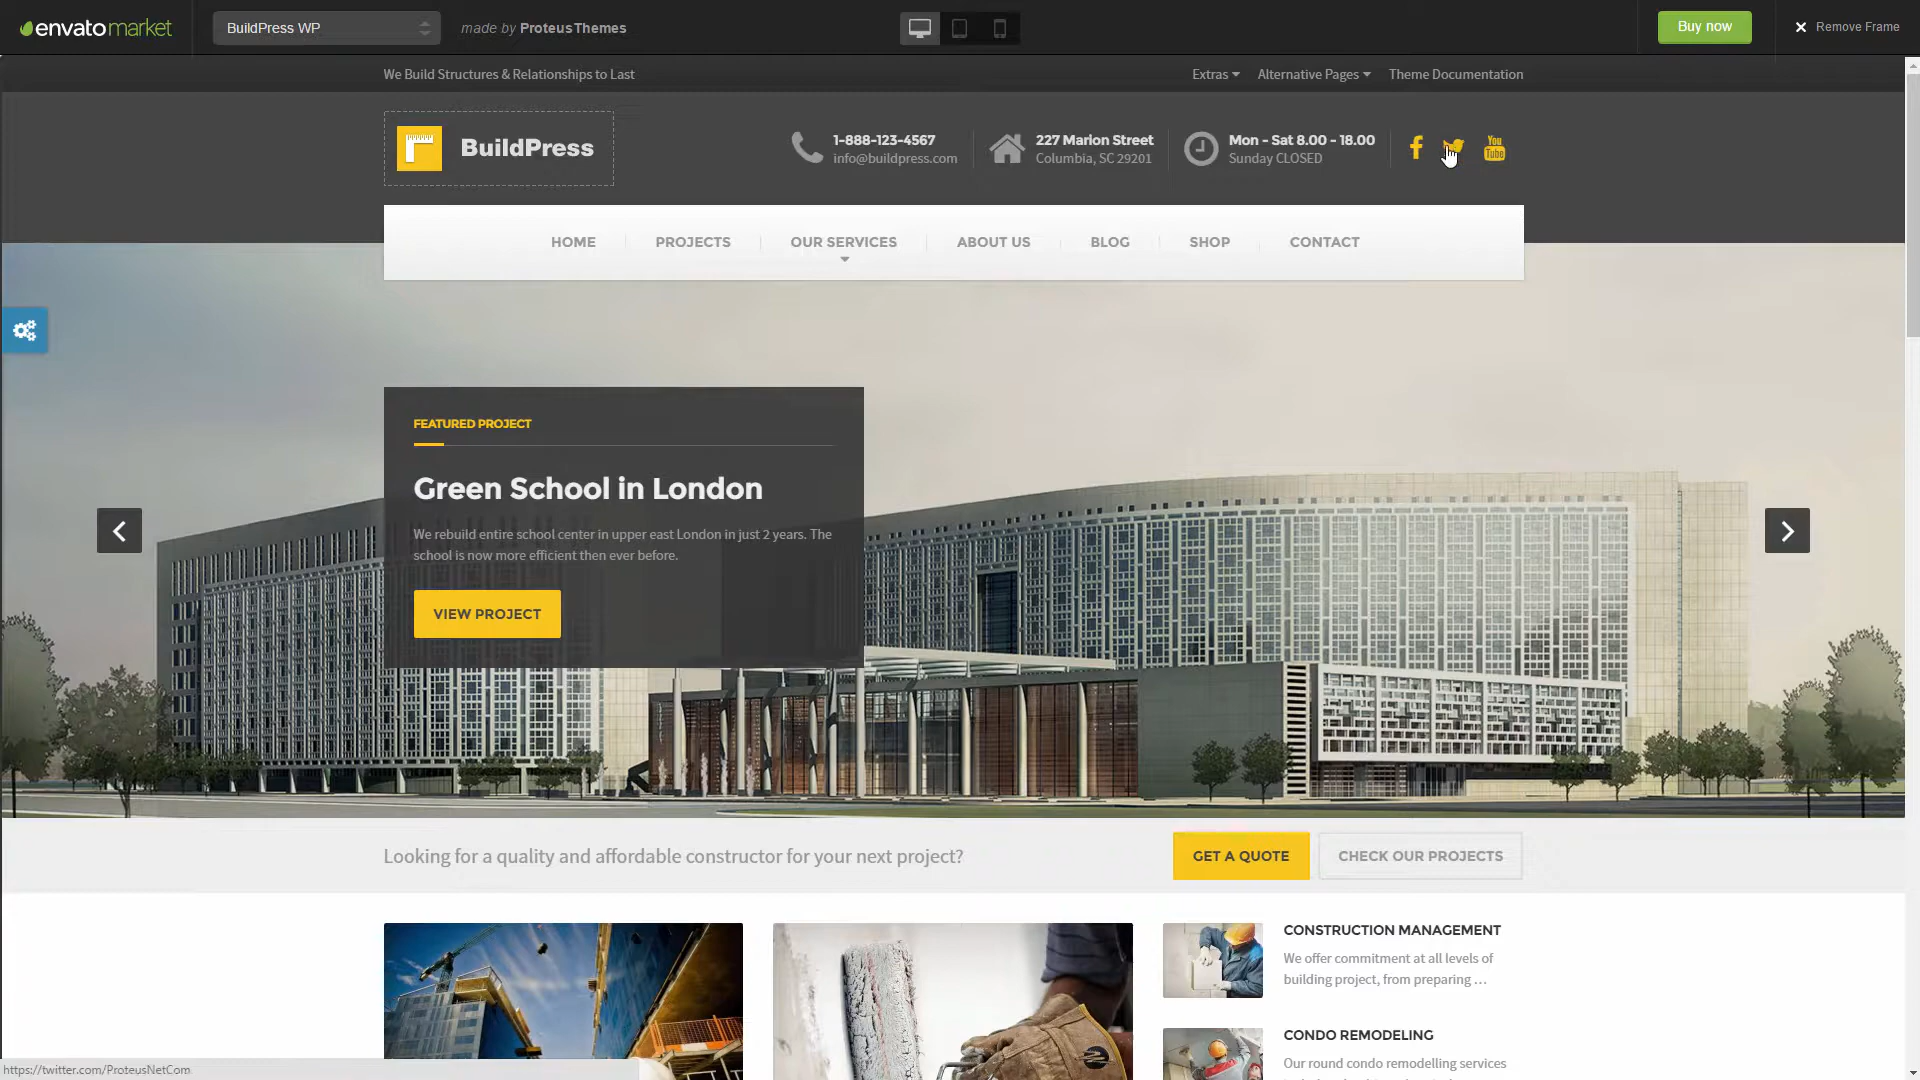 envato market
BuildPress WP
made by ProteusThemes
Buy now
Remove Frame
We Build Structures & Relationships to Last
Extras
Alternative Pages
Theme Documentation
BuildPress
1-888-123-4567
info@buildpress.com
227 Marion Street
Columbia, SC 29201
Mon - Sat 8.00 - 18.00
Sunday CLOSED
You
Tube
HOME
PROJECTS
OUR SERVICES
ABOUT US
BLOG
SHOP
CONTACT
FEATURED PROJECT
Green School in London
We rebuild entire school center in upper east London in just 2 years. The
school is now more efficient then ever before.
VIEW PROJECT
Looking for a quality and affordable constructor for your next project?
GET A QUOTE
CHECK OUR PROJECTS
CONSTRUCTION MANAGEMENT
We offer commitment at all levels of
building project, from preparing ...
CONDO REMODELING
Our round condo remodelling services
https://twitter.com/ProteusNetCom